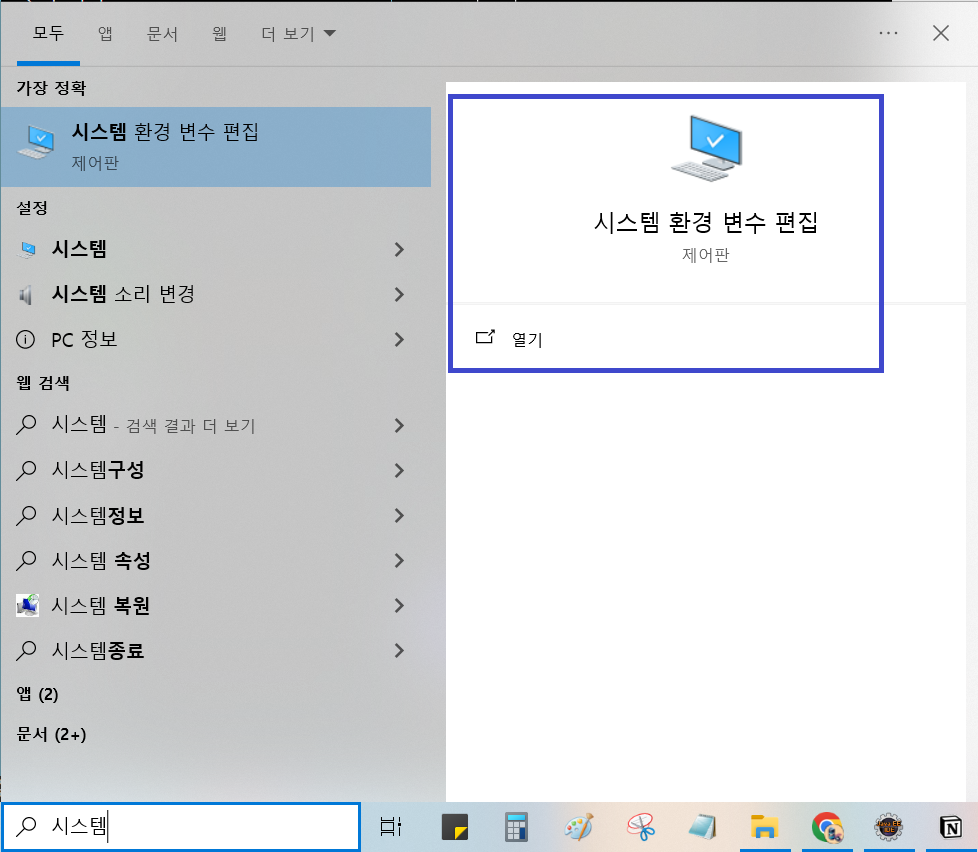 모두 앱 문서 웹 더 보기
가장 정확
시스템 환경 변수 편집
제어판
설정
시스템
시스템 소리 변경
PC 정보
웹 검색
시스템 - 검색 결과 더 보기
시스템구성
시스템정보
시스템 속성
시스템 복원
시스템종료
앱 (2)
문서 (2+)
시스템 환경 변수 편집
제어판
열기
시스템